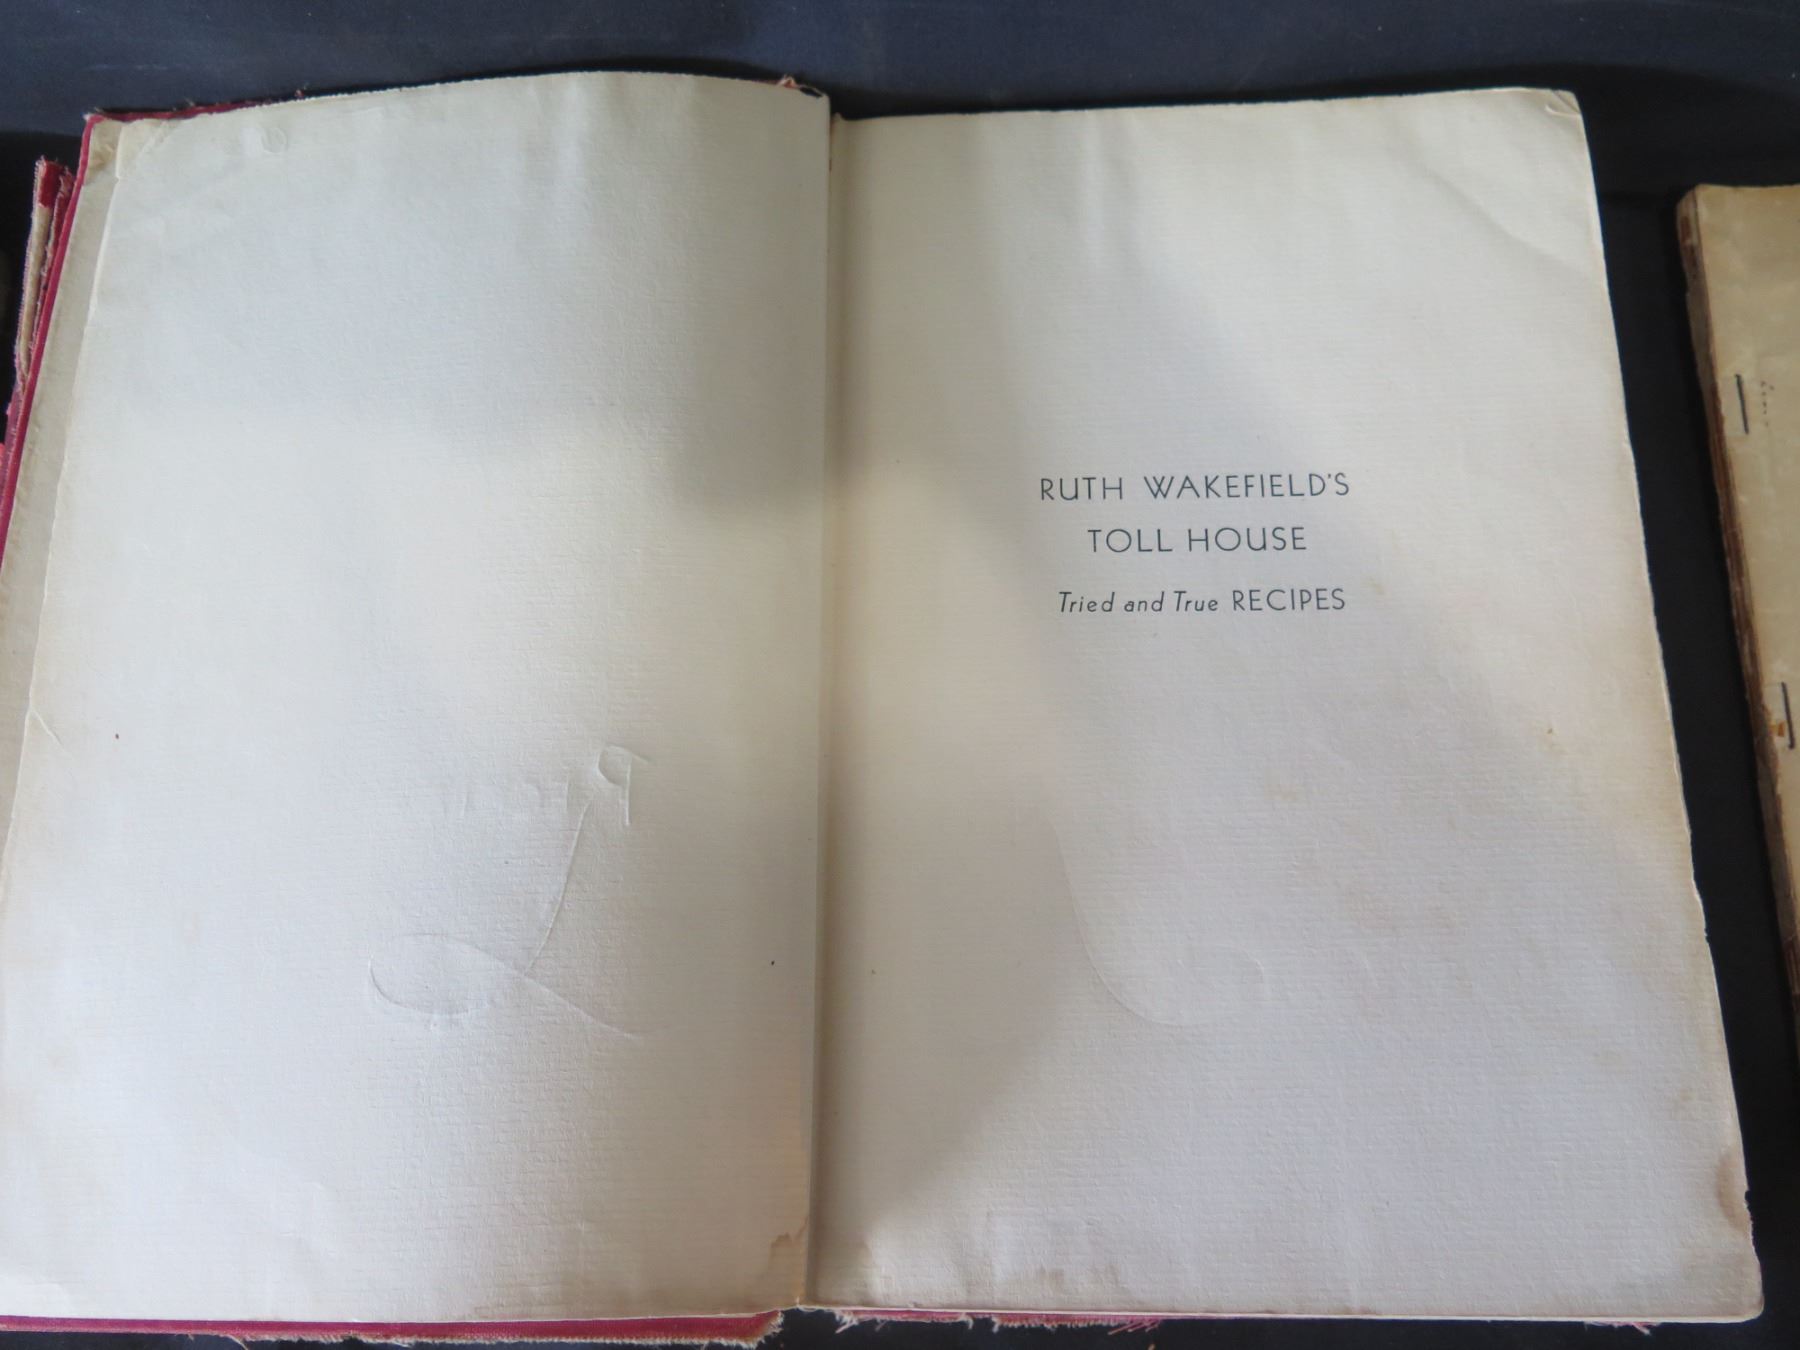 RUTH WAKEFIELD'S
TOLL HOUSE
Tried and True RECIPES